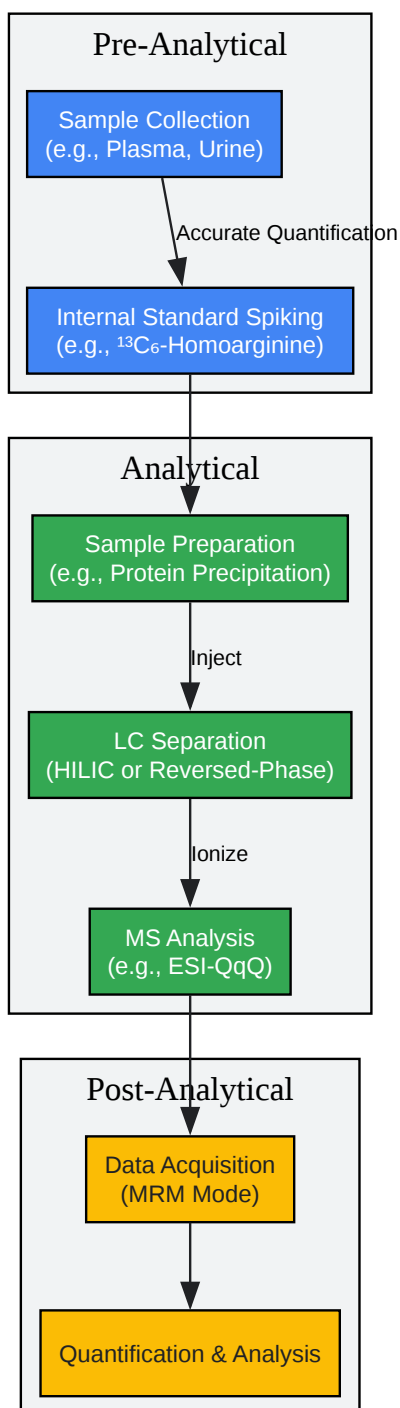 Pre-Analytical
Sample Collection
(e.g., Plasma, Urine)
Accurate Quantification
Internal Standard Spiking
(e.g., ¹³C₆-Homoarginine)
Analytical
Sample Preparation
(e.g., Protein Precipitation)
Inject
LC Separation
(HILIC or Reversed-Phase)
Ionize
MS Analysis
(e.g., ESI-QqQ)
Post-Analytical
Data Acquisition
(MRM Mode)
Quantification & Analysis